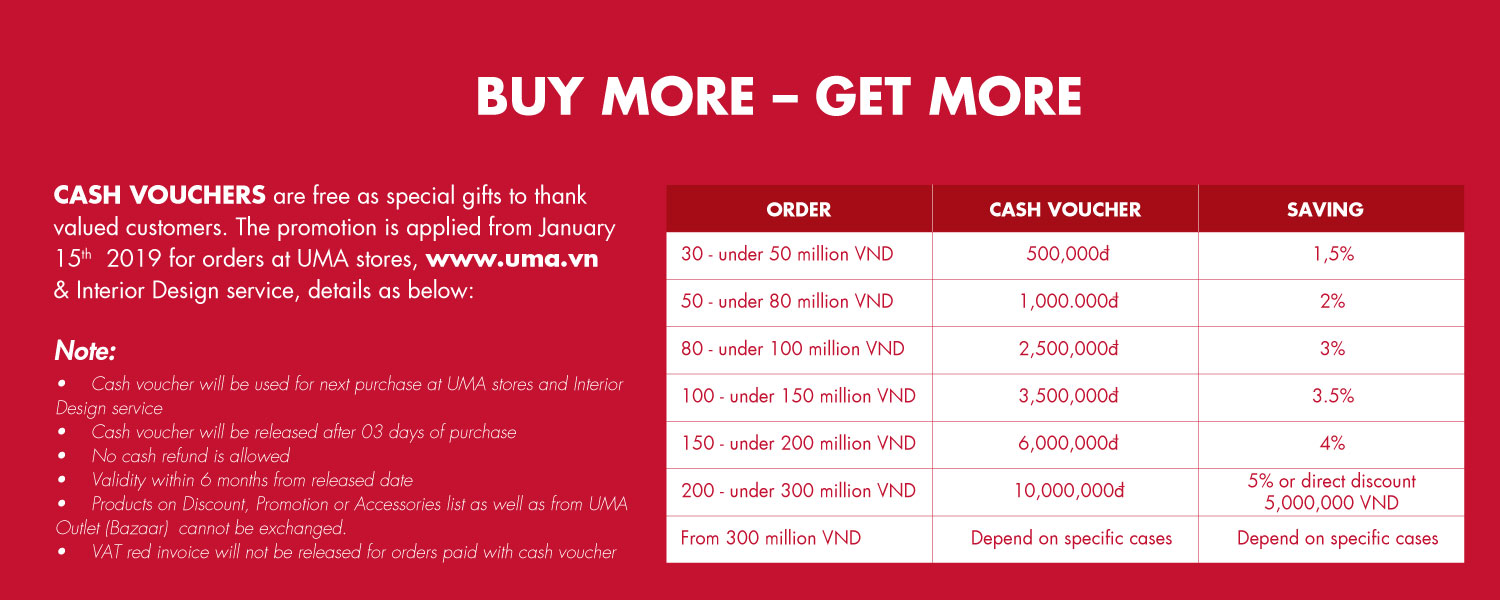 BUY MORE – GET MORE
CASH VOUCHERS are free as special gifts to thank
valued customers. The promotion is applied from January
15th 2019 for orders at UMA stores, www.uma.vn
& Interior Design service, details as below:
Note:
• Cash voucher will be used for next purchase at UMA stores and Interior
Design service
• Cash voucher will be released after 03 days of purchase
• No cash refund is allowed
• Validity within 6 months from released date
• Products on Discount, Promotion or Accessories list as well as from UMA
Outlet (Bazaar) cannot be exchanged.
• VAT red invoice will not be released for orders paid with cash voucher
ORDER CASH VOUCHER SAVING
30 - under 50 million VND 500,000đ 1,5%
50 - under 80 million VND 1,000.000đ 2%
80 - under 100 million VND 2,500,000đ 3%
100 - under 150 million VND 3,500,000đ 3.5%
150 - under 200 million VND 6,000,000đ 4%
200 - under 300 million VND 10,000,000đ 5% or direct discount
5,000,000 VND
From 300 million VND Depend on specific cases Depend on specific cases